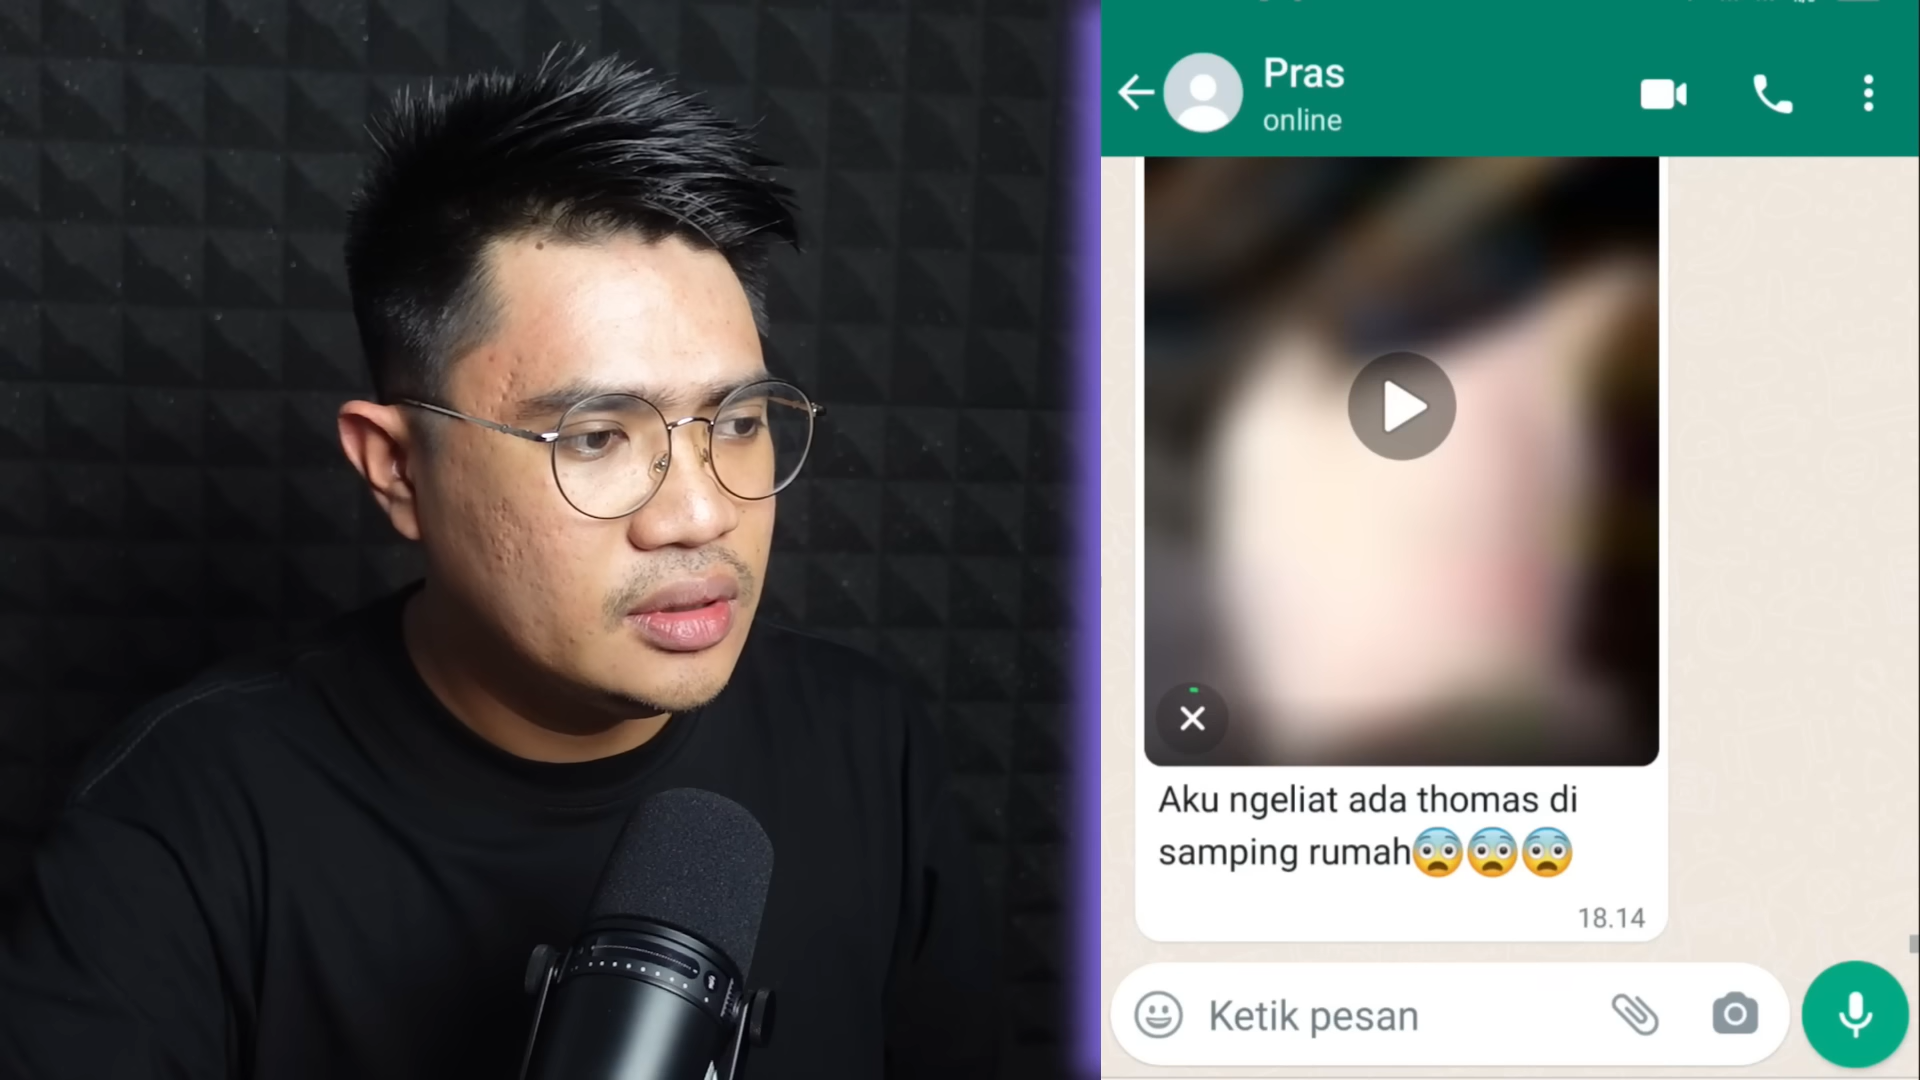 Pras
online
Aku ngeliat ada thomas di
samping rumah😨😨😨
18.14
Ketik pesan